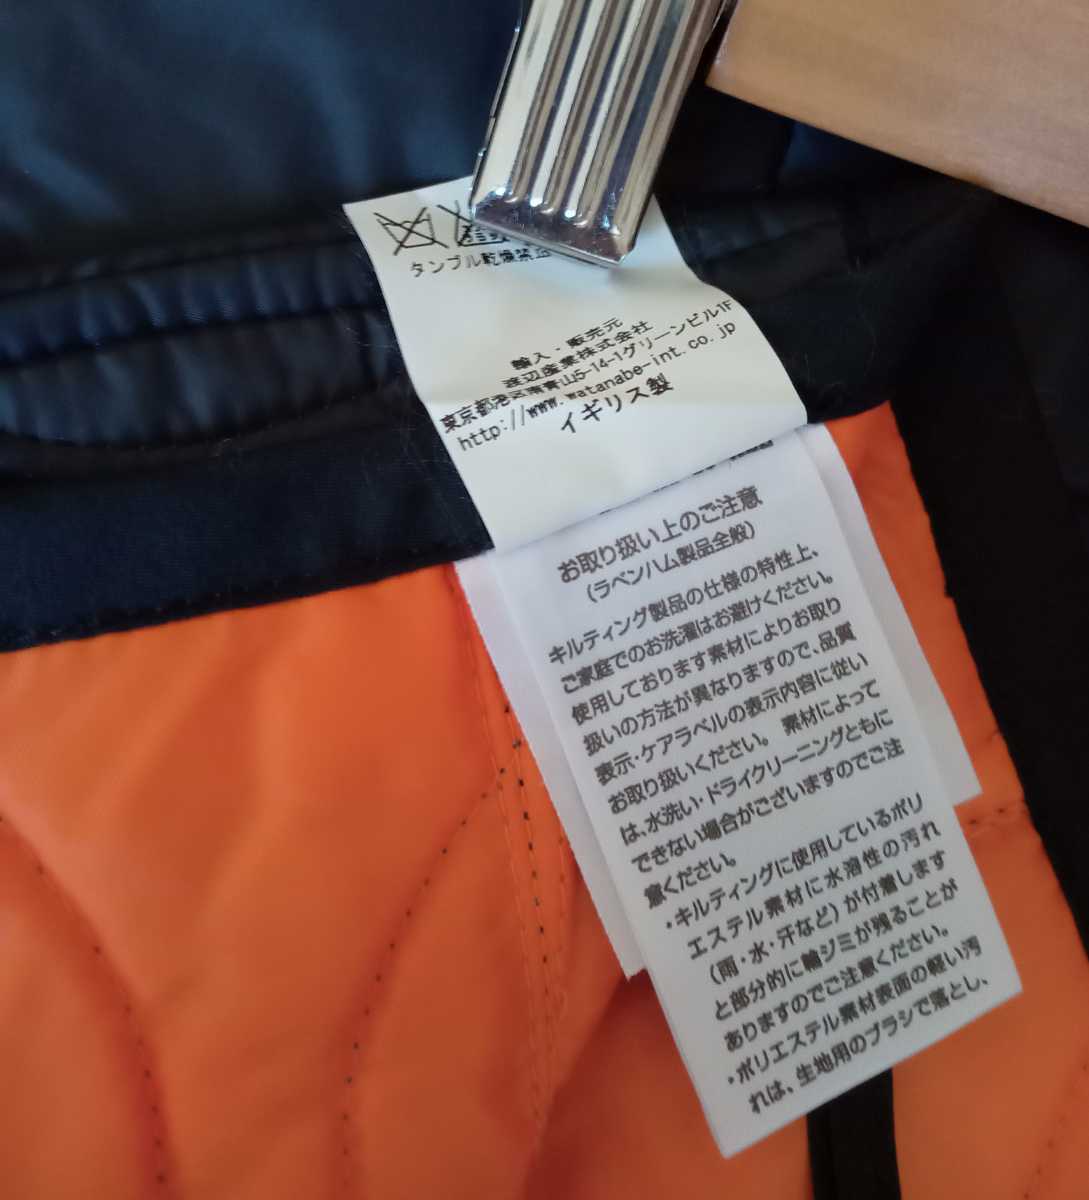 タンブル乾燥禁止
輸入・販売元
渡辺産業株式会社
東京都港区南青山5-14-1グリーンビル1F
http://www.watanabe-int.co.jp
イギリス製
お取り扱い上のご注意
(ラベンハム製品全般)
キルティング製品の仕様の特性上、
ご家庭でのお洗濯はお避けください。
使用しております素材によりお取り
扱いの方法が異なりますので、品質
表示・ケアラベルの表示内容に従い
お取り扱いください。 素材によって
は、水洗い・ドライクリーニングともに
できない場合がございますのでご注
意ください。
・キルティングに使用しているポリ
エステル素材に水溶性の汚れ
(雨・水・汗など)が付着します
と部分的に輪ジミが残ることが
ありますのでご注意ください。
・ポリエステル素材表面の軽い汚
れは、生地用のブラシで落とし、